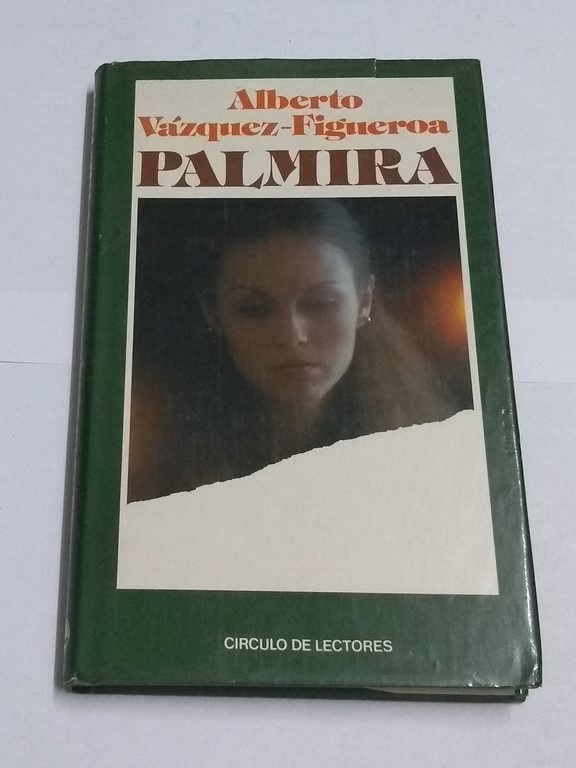 Alberto
Vázquez-Figueroa
PALMIRA
CIRCULO DE LECTORES